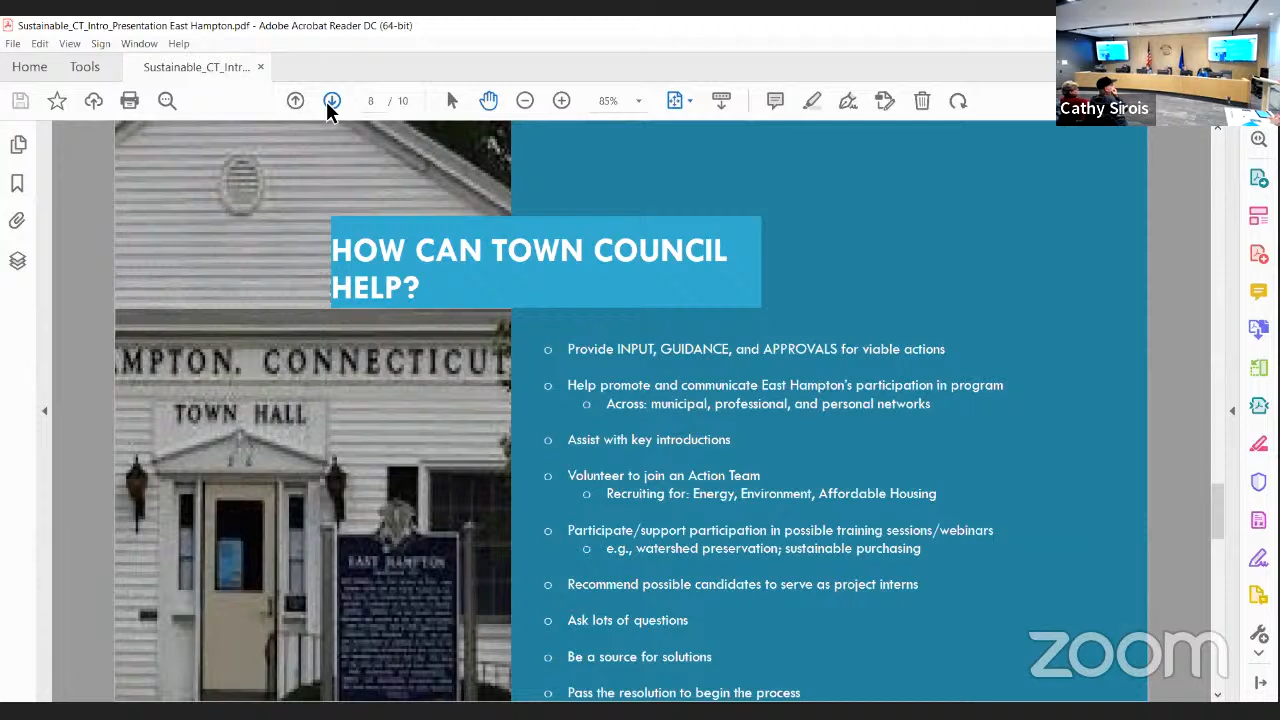 Sustainable_CT_Intro_Presentation East Hampton.pdf - Adobe Acrobat Reader DC (64-bit)
File Edit View Sign Window Help
Home Tools Sustainable_CT_Intr... ×
8 / 10 85%
Cathy Sirois
HOW CAN TOWN COUNCIL
HELP?
MPTON, CONNECTICUT
TOWN HALL
EAST HAMPTON
o Provide INPUT, GUIDANCE, and APPROVALS for viable actions
o Help promote and communicate East Hampton's participation in program
o Across: municipal, professional, and personal networks
o Assist with key introductions
o Volunteer to join an Action Team
o Recruiting for: Energy, Environment, Affordable Housing
o Participate/support participation in possible training sessions/webinars
o e.g., watershed preservation; sustainable purchasing
o Recommend possible candidates to serve as project interns
o Ask lots of questions
o Be a source for solutions
o Pass the resolution to begin the process
zoom